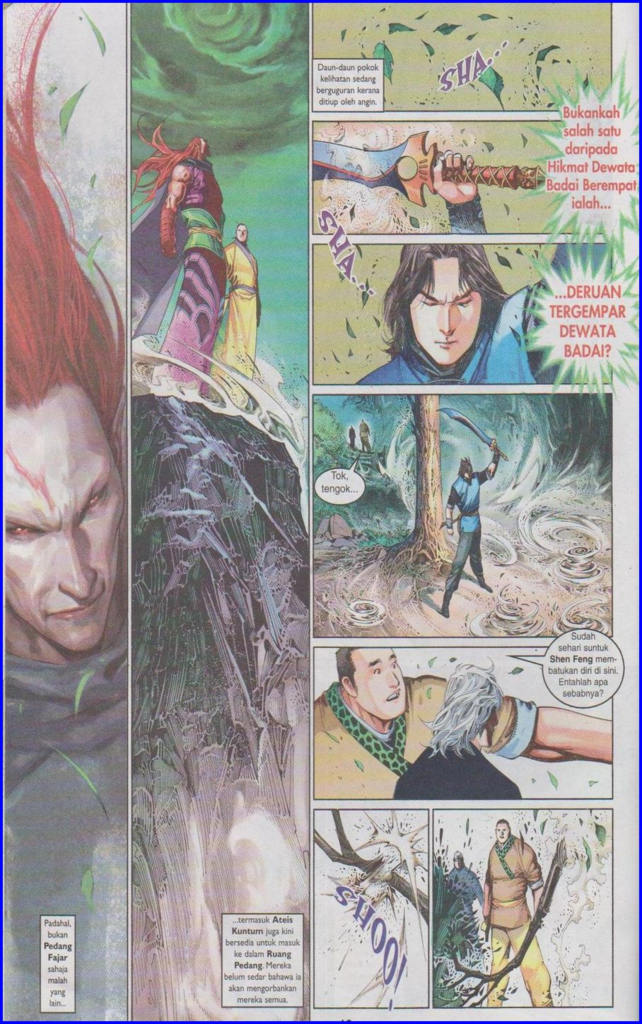 Padahal,
bukan
Pedang
Fajar
sahaja
malah
yang
lain...
...termasuk Ateis
Kunturn juga kini
bersedia untuk masuk
ke dalam Ruang
Pedang. Mereka
belum sedar bahawa ia
akan mengorbankan
mereka semua.
Daun-daun pokok
kelihatan sedang
berguguran kerana
ditiup oleh angin.
SHA...
Bukankah
salah satu
daripada
Hikmat Dewata
Badai Berempat
ialah...
SHA...
...DERUAN
TERGEMPAR
DEWATA
BADAI?
Tok,
tengok...
Sudah
sehari suntuk
Shen Feng mem-
batukan diri di sini.
Entahlah apa
sebabnya?
SHOO!